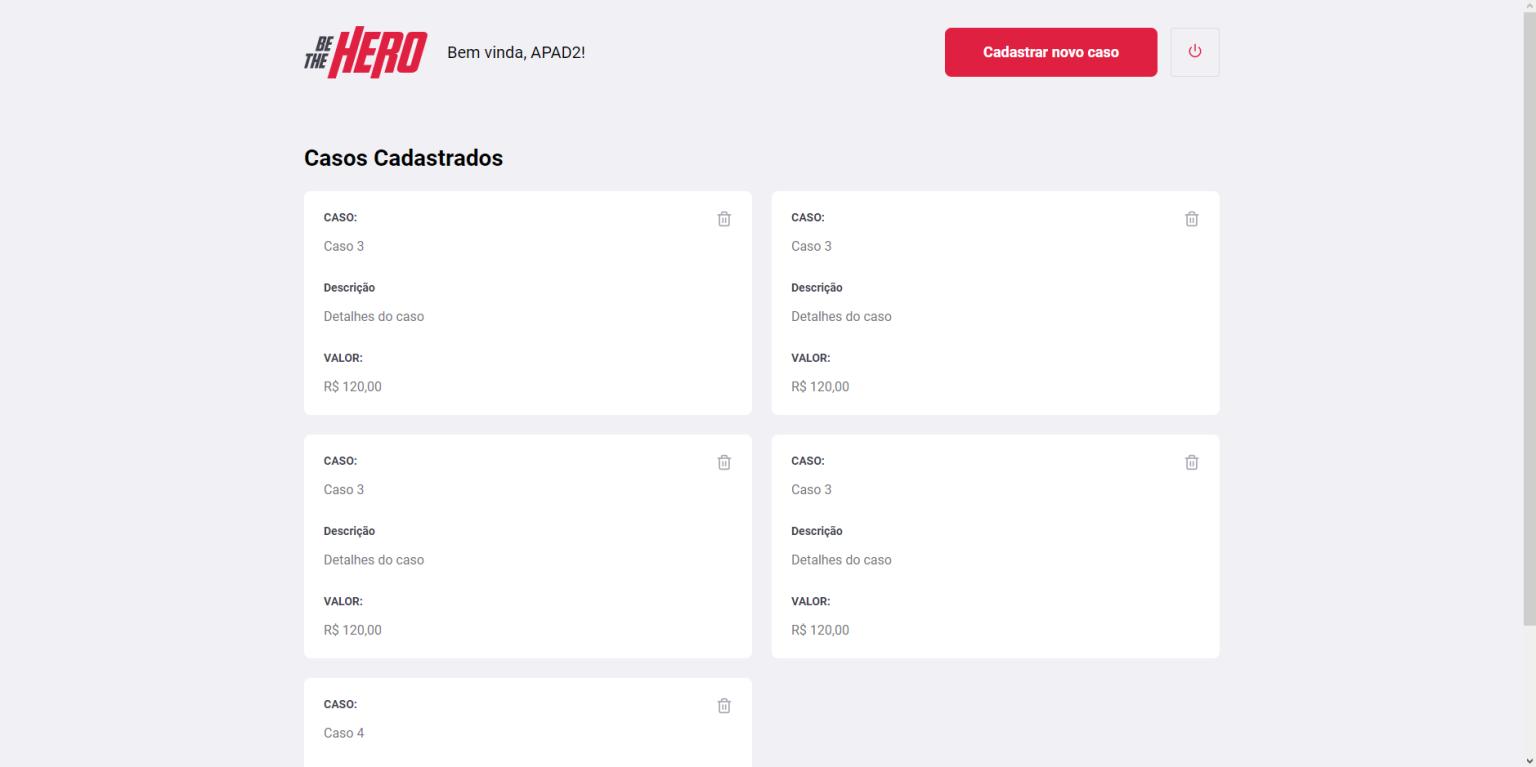 BE THE HERO
Bem vinda, APAD2!
Cadastrar novo caso
Casos Cadastrados
CASO:
Caso 3
Descrição
Detalhes do caso
VALOR:
R$ 120,00
CASO:
Caso 3
Descrição
Detalhes do caso
VALOR:
R$ 120,00
CASO:
Caso 3
Descrição
Detalhes do caso
VALOR:
R$ 120,00
CASO:
Caso 3
Descrição
Detalhes do caso
VALOR:
R$ 120,00
CASO:
Caso 4